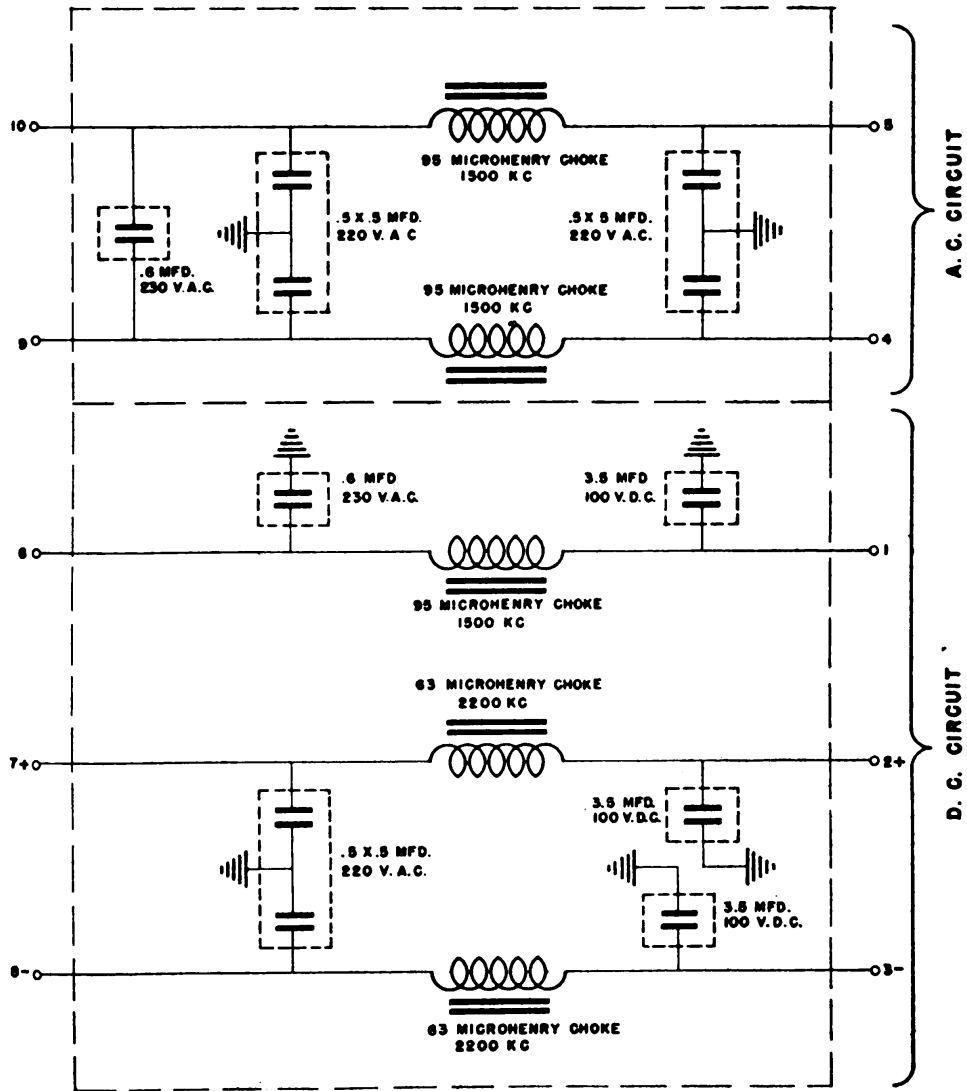 10
5
95 MICROHENRY CHOKE
1500 KC
.5 X .5 MFD.
220 V. A C
.5 X 5 MFD.
220 V A.C.
.6 MFD.
230 V.A.C.
95 MICROHENRY CHOKE
1500 KC
9
4
A. C. CIRCUIT
.6 MFD
230 V.A.C.
3.5 MFD
100 V.D.C.
6
1
95 MICROHENRY CHOKE
1500 KC
63 MICROHENRY CHOKE
2200 KC
7+
2+
3.5 MFD.
100 V.D.C.
.5 X .5 MFD.
220 V.A.C.
3.5 MFD.
100 V.D.C.
8-
3-
63 MICROHENRY CHOKE
2200 KC
D. C. CIRCUIT